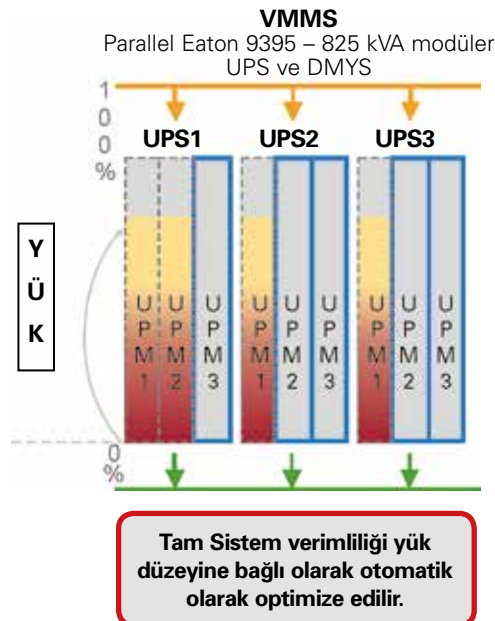 VMMS
Parallel Eaton 9395 – 825 kVA modüler
UPS ve DMYS
100%
UPS1 UPS2 UPS3
YÜK
UPM1 UPM2 UPM3 UPM1 UPM2 UPM3 UPM1 UPM2 UPM3
0%
Tam Sistem verimliliği yük
düzeyine bağlı olarak otomatik
olarak optimize edilir.